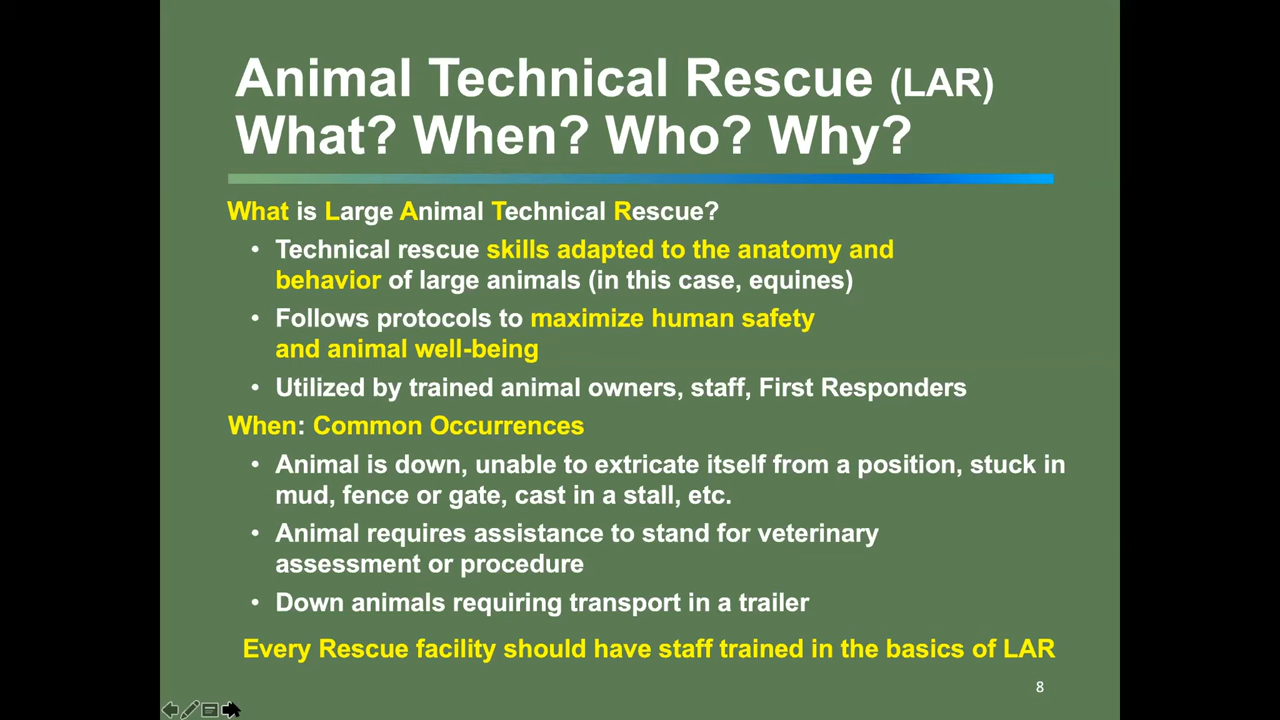 Animal Technical Rescue (LAR)
What? When? Who? Why?
What is Large Animal Technical Rescue?
• Technical rescue skills adapted to the anatomy and
behavior of large animals (in this case, equines)
• Follows protocols to maximize human safety
and animal well-being
• Utilized by trained animal owners, staff, First Responders
When: Common Occurrences
• Animal is down, unable to extricate itself from a position, stuck in
mud, fence or gate, cast in a stall, etc.
• Animal requires assistance to stand for veterinary
assessment or procedure
• Down animals requiring transport in a trailer
Every Rescue facility should have staff trained in the basics of LAR
8